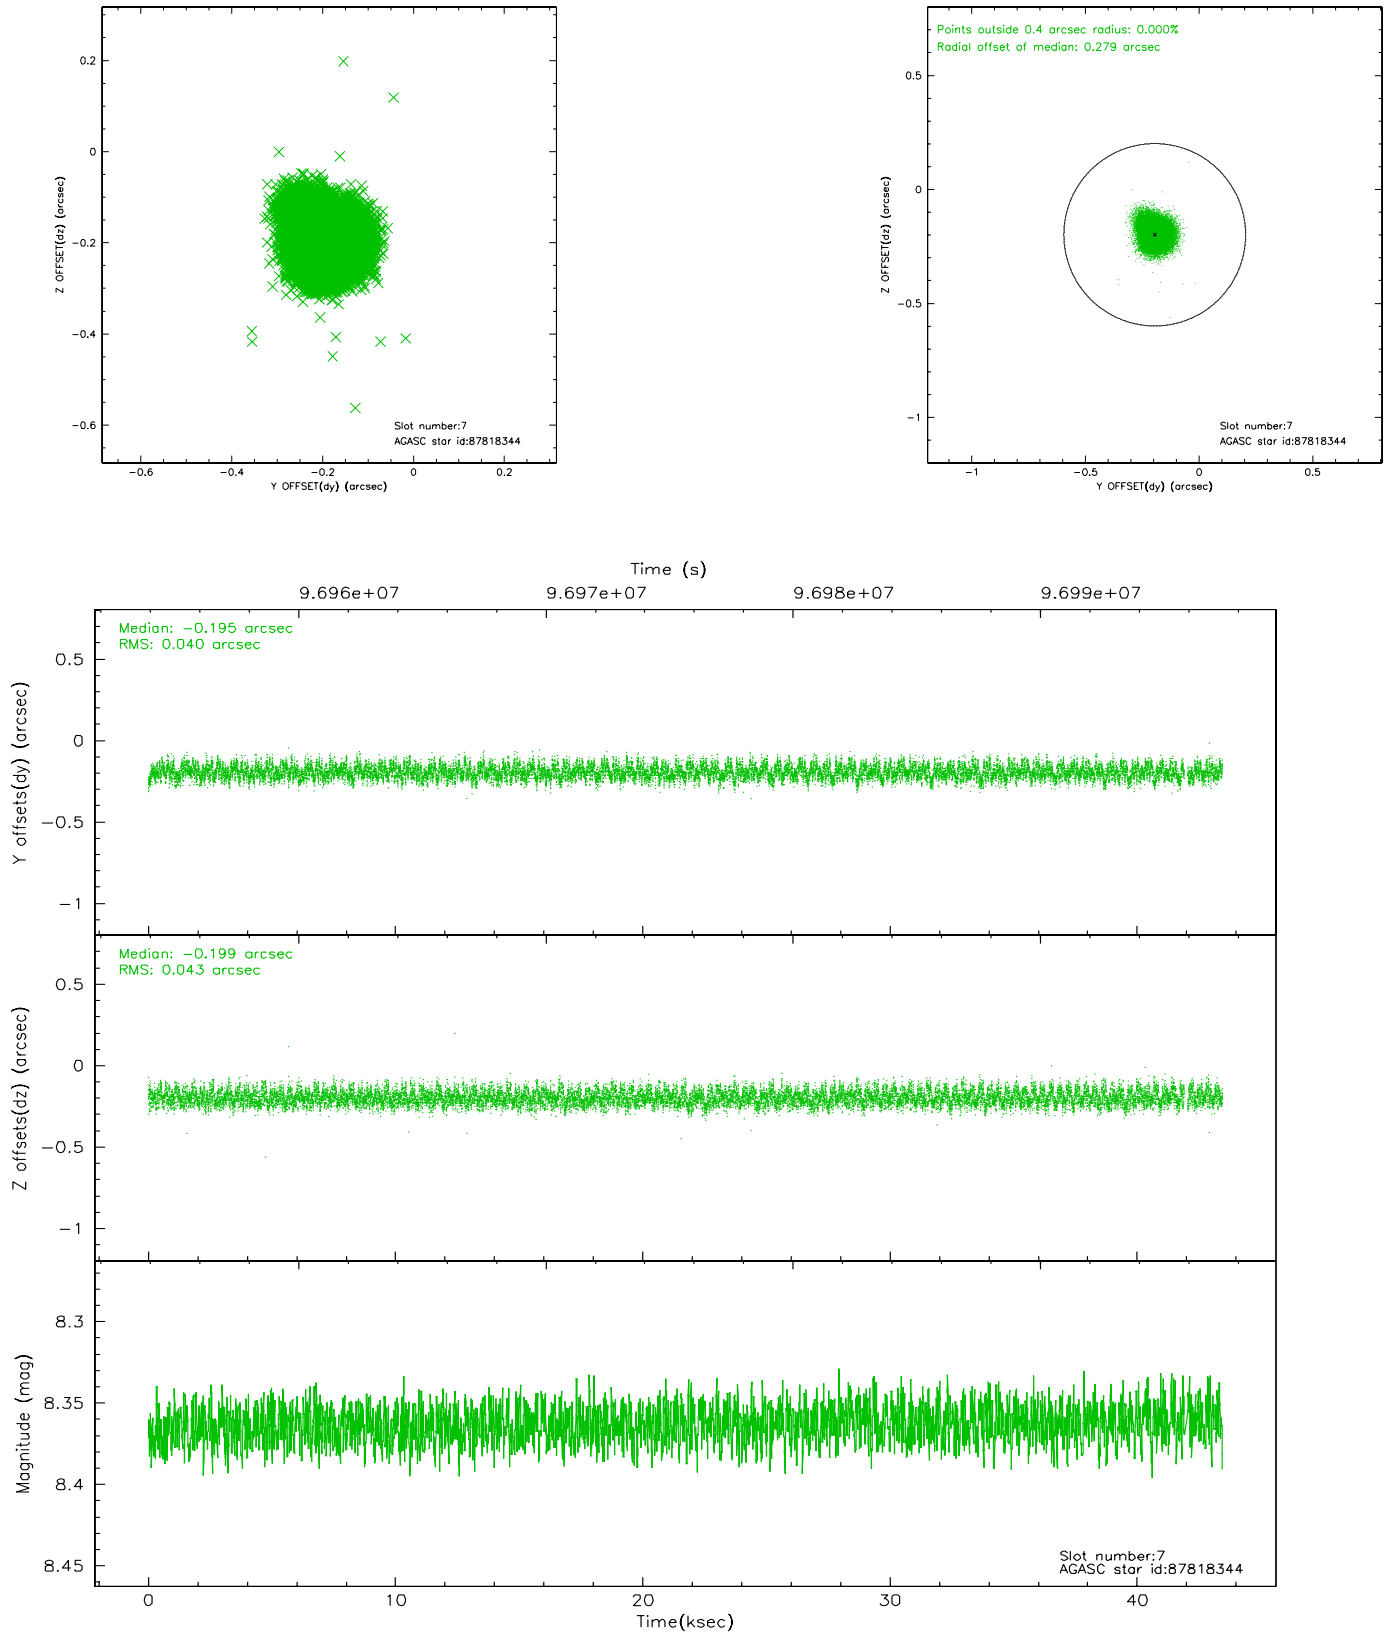 0.2
0
−0.2
−0.4
−0.6
Z OFFSET(dz) (arcsec)
Slot number:7
AGASC star id:87818344
−0.6 −0.4 −0.2 0 0.2
Y OFFSET(dy) (arcsec)
Points outside 0.4 arcsec radius: 0.000%
Radial offset of median: 0.279 arcsec
0.5
0
−0.5
−1
Z OFFSET(dz) (arcsec)
Slot number:7
AGASC star id:87818344
−1 −0.5 0 0.5
Y OFFSET(dy) (arcsec)
Time (s)
9.696e+07 9.697e+07 9.698e+07 9.699e+07
Median: −0.195 arcsec
RMS: 0.040 arcsec
0.5
0
−0.5
−1
Y offsets(dy) (arcsec)
Median: −0.199 arcsec
RMS: 0.043 arcsec
0.5
0
−0.5
−1
Z offsets(dz) (arcsec)
8.3
8.35
8.4
8.45
Magnitude (mag)
Slot number:7
AGASC star id:87818344
0 10 20 30 40
Time(ksec)